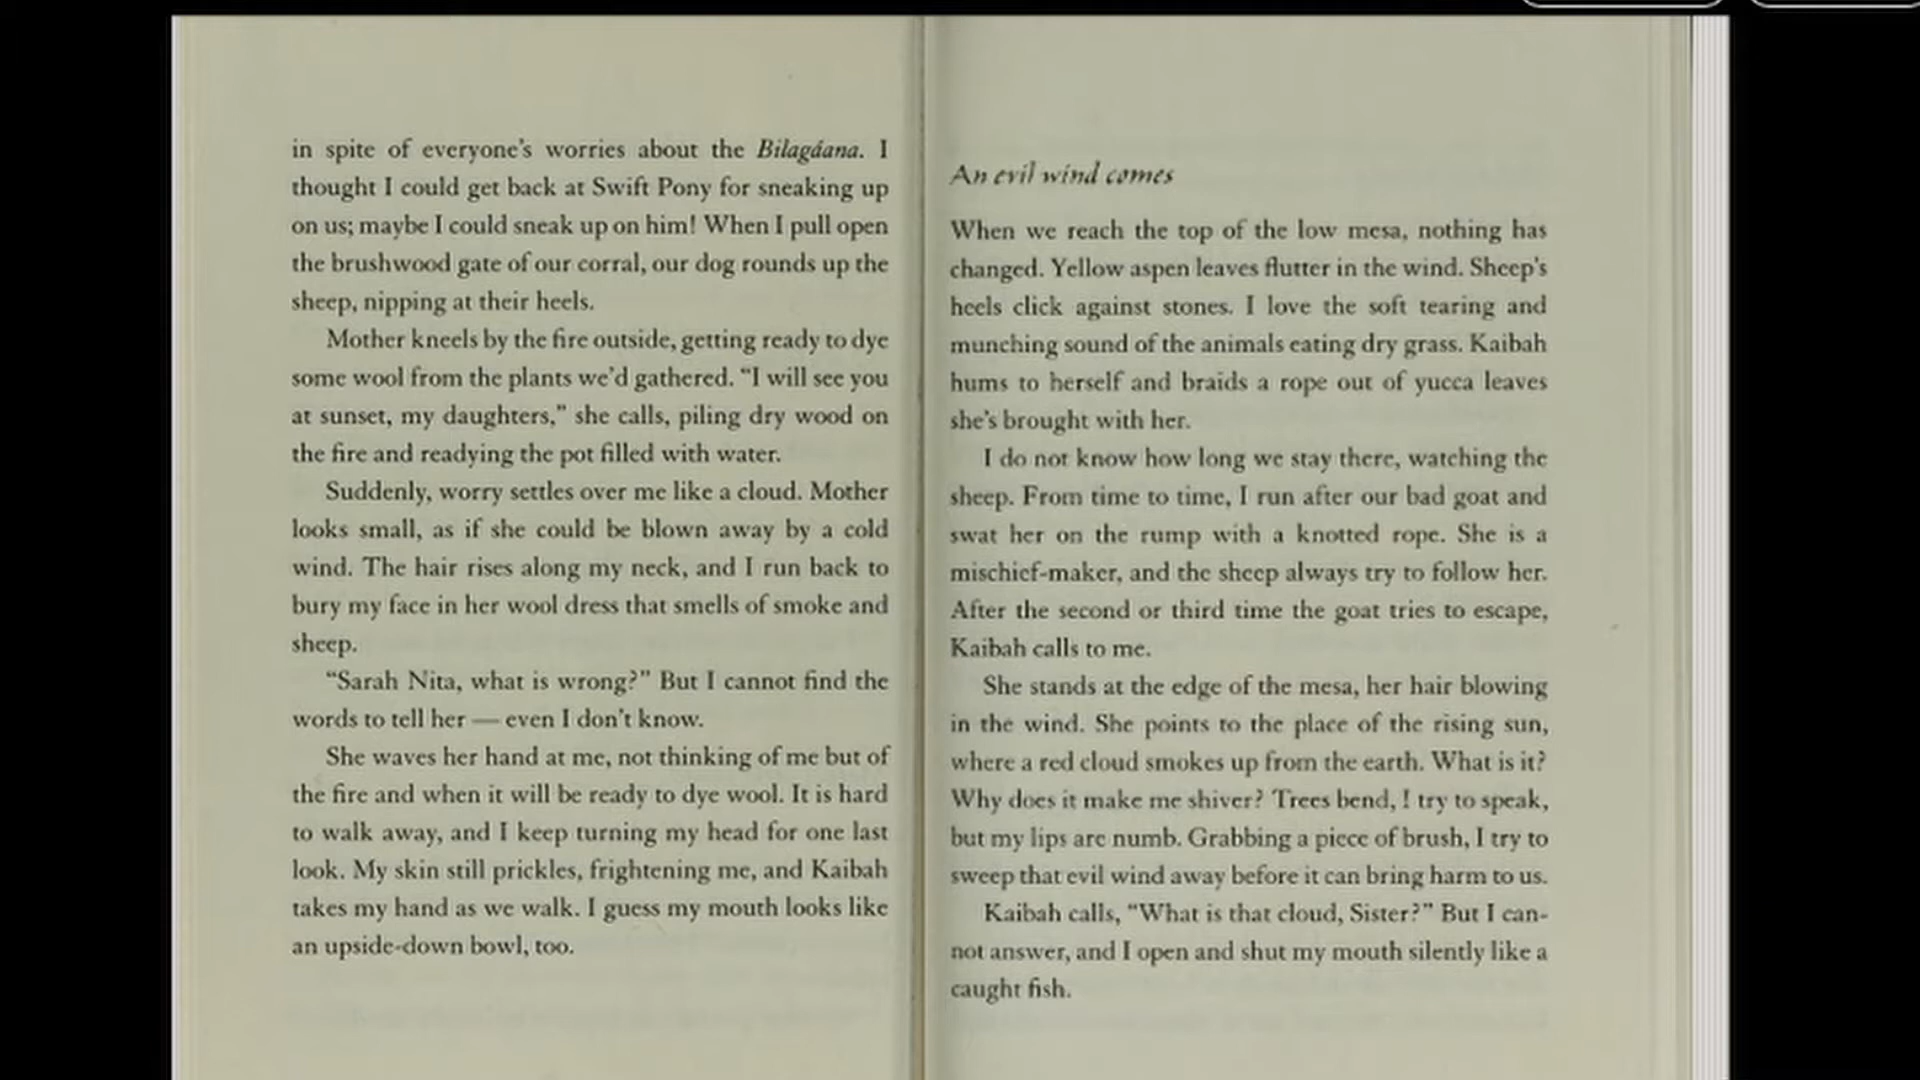 in spite of everyone's worries about the Bilagáana. I
thought I could get back at Swift Pony for sneaking up
on us; maybe I could sneak up on him! When I pull open
the brushwood gate of our corral, our dog rounds up the
sheep, nipping at their heels.
Mother kneels by the fire outside, getting ready to dye
some wool from the plants we'd gathered. "I will see you
at sunset, my daughters," she calls, piling dry wood on
the fire and readying the pot filled with water.
Suddenly, worry settles over me like a cloud. Mother
looks small, as if she could be blown away by a cold
wind. The hair rises along my neck, and I run back to
bury my face in her wool dress that smells of smoke and
sheep.
"Sarah Nita, what is wrong?" But I cannot find the
words to tell her — even I don't know.
She waves her hand at me, not thinking of me but of
the fire and when it will be ready to dye wool. It is hard
to walk away, and I keep turning my head for one last
look. My skin still prickles, frightening me, and Kaibah
takes my hand as we walk. I guess my mouth looks like
an upside-down bowl, too.
An evil wind comes
When we reach the top of the low mesa, nothing has
changed. Yellow aspen leaves flutter in the wind. Sheep's
heels click against stones. I love the soft tearing and
munching sound of the animals eating dry grass. Kaibah
hums to herself and braids a rope out of yucca leaves
she's brought with her.
I do not know how long we stay there, watching the
sheep. From time to time, I run after our bad goat and
swat her on the rump with a knotted rope. She is a
mischief-maker, and the sheep always try to follow her.
After the second or third time the goat tries to escape,
Kaibah calls to me.
She stands at the edge of the mesa, her hair blowing
in the wind. She points to the place of the rising sun,
where a red cloud smokes up from the earth. What is it?
Why does it make me shiver? Trees bend, I try to speak,
but my lips are numb. Grabbing a piece of brush, I try to
sweep that evil wind away before it can bring harm to us.
Kaibah calls, "What is that cloud, Sister?" But I can-
not answer, and I open and shut my mouth silently like a
caught fish.